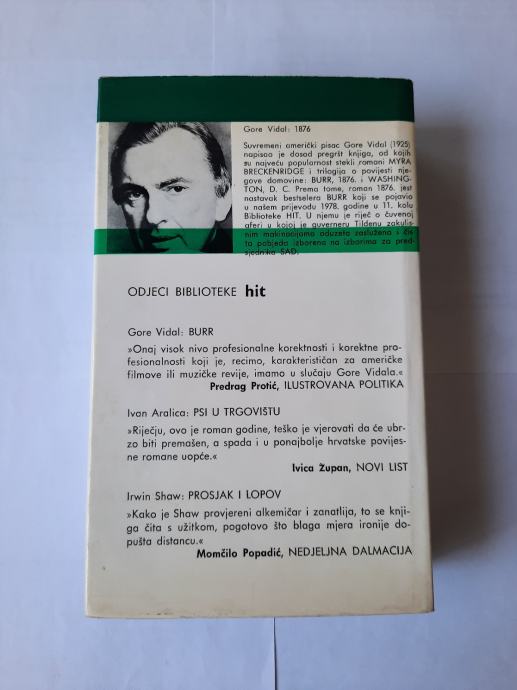 Gore Vidal: 1876
Suvremeni američki pisac Gore Vidal (1925)
napisao je dosad pregršt knjiga, od kojih
su najveću popularnost stekli romani MYRA
BRECKENRIDGE i trilogija o povijesti nje-
gove domovine: BURR, 1876. i WASHING-
TON, D. C. Prema tome, roman 1876. jest
nastavak bestselera BURR koji se pojavio
u našem prijevodu 1978. godine u 11. kolu
Biblioteke HIT. U njemu je riječ o čuvenoj
aferi u kojoj je guverneru Tildenu zakulis-
nim makinacijama oduzeta zaslužena i čis-
to pobjeda izborena na izborima za pred-
sjednika SAD.
ODJECI BIBLIOTEKE hit
Gore Vidal: BURR
»Onaj visok nivo profesionalne korektnosti i korektne pro-
fesionalnosti koji je, recimo, karakterističan za američke
filmove ili muzičke revije, imamo u slučaju Gore Vidala.«
Predrag Protić, ILUSTROVANA POLITIKA
Ivan Aralica: PSI U TRGOVIŠTU
»Riječju, ovo je roman godine, teško je vjerovati da će ubr-
zo biti premašen, a spada i u ponajbolje hrvatske povijes-
ne romane uopće.«
Ivica Župan, NOVI LIST
Irwin Shaw: PROSJAK I LOPOV
»Kako je Shaw provjereni alkemičar i zanatlija, to se knji-
ga čita s užitkom, pogotovo što blaga mjera ironije do-
pušta distancu.«
Momčilo Popadić, NEDJELJNA DALMACIJA